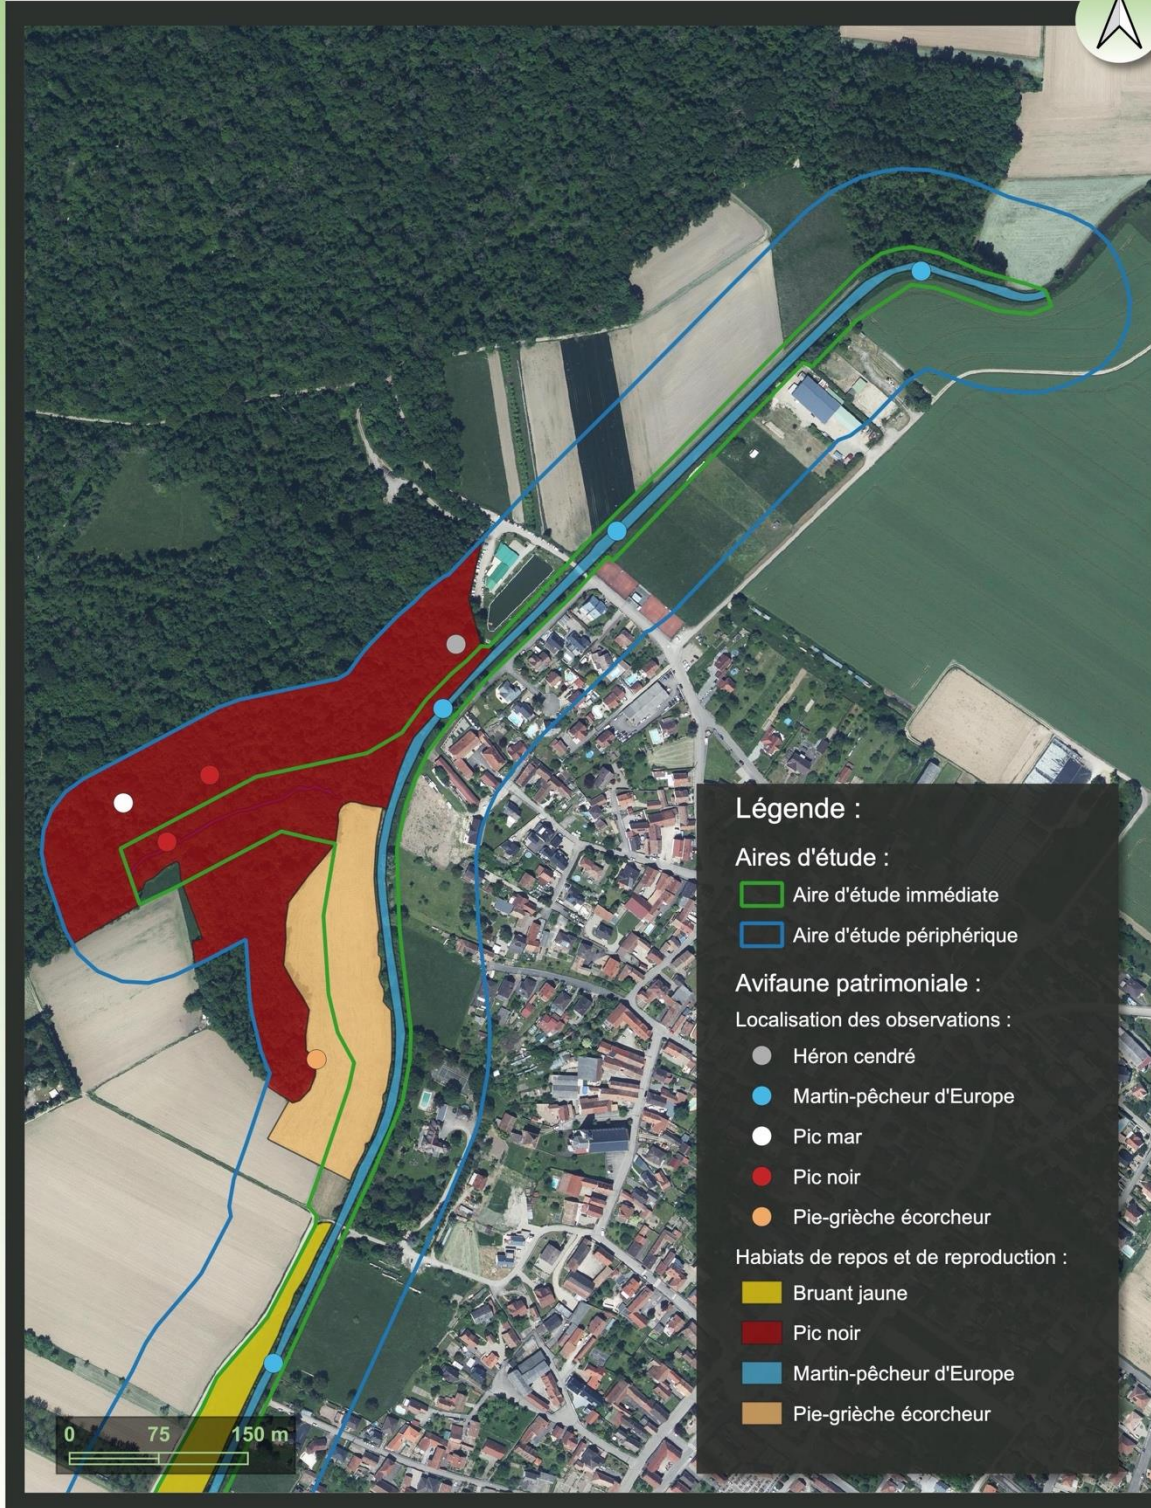 Légende :
Aires d'étude :
Aire d'étude immédiate
Aire d'étude périphérique
Avifaune patrimoniale :
Localisation des observations :
Héron cendré
Martin-pêcheur d'Europe
Pic mar
Pic noir
Pie-grièche écorcheur
Habiats de repos et de reproduction :
Bruant jaune
Pic noir
Martin-pêcheur d'Europe
Pie-grièche écorcheur
0 75 150 m